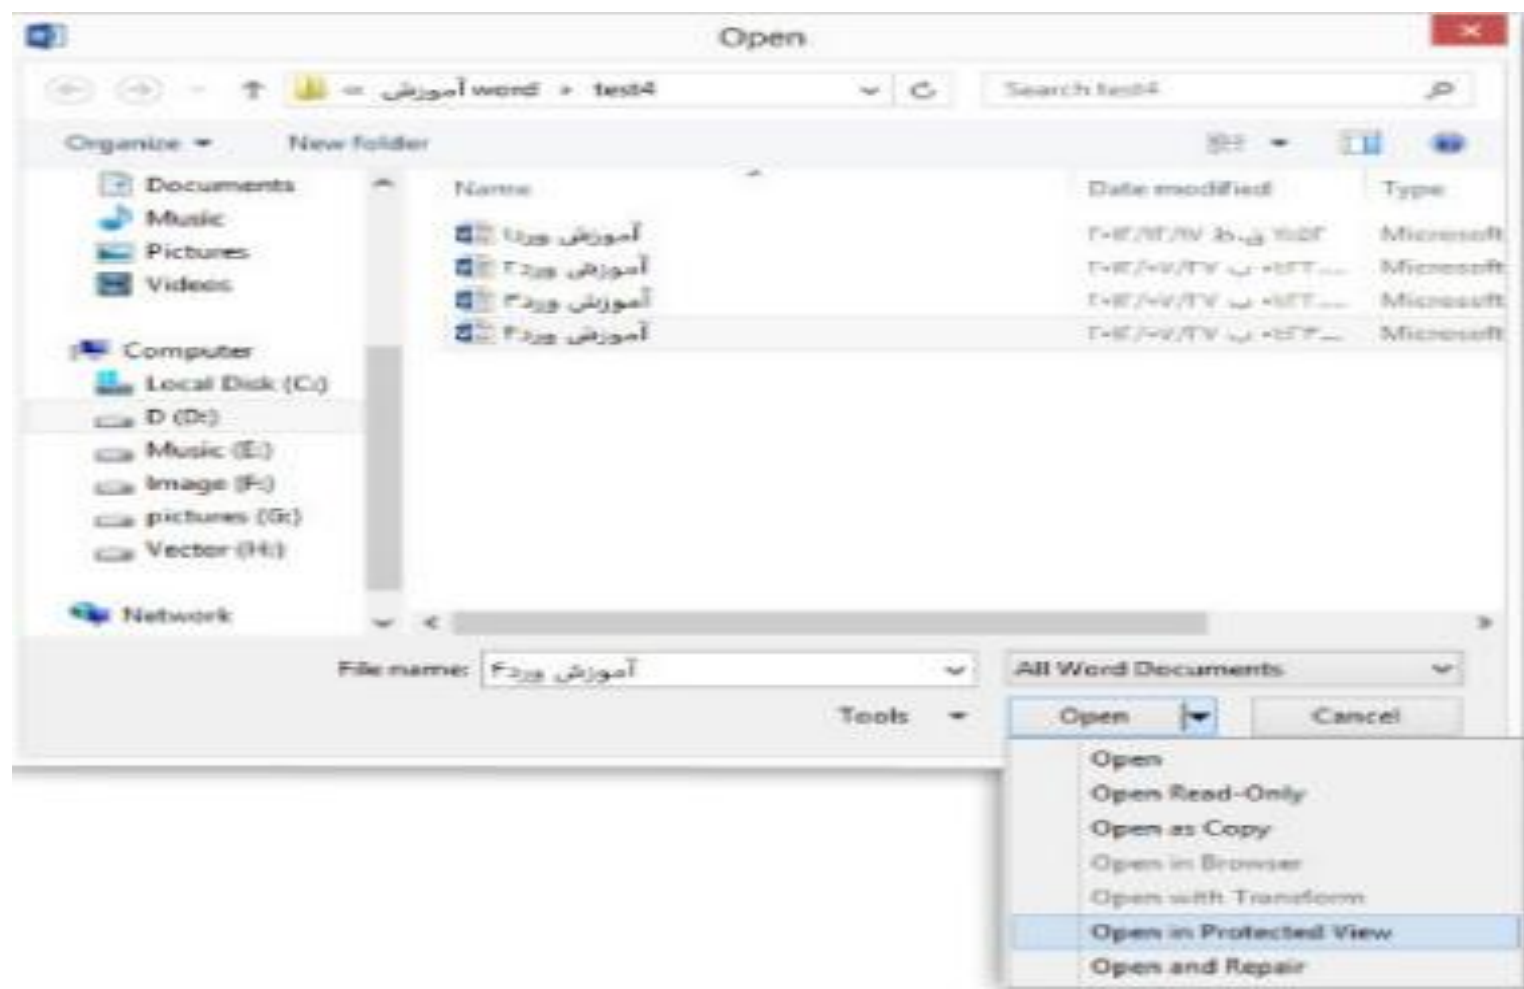 Open
آموزش word test4
Search test4
Organize New folder
Documents
Music
Pictures
Videos
Computer
Local Disk (C:)
D (D:)
Music (E:)
Image (F:)
pictures (G:)
Vector (H:)
Network
Name Date modified Type
آموزش ورد۱ Microsoft
آموزش ورد۲ Microsoft
آموزش ورد۳ Microsoft
آموزش ورد۴ Microsoft
File name: آموزش ورد۴ All Word Documents
Tools Open Cancel
Open
Open Read-Only
Open as Copy
Open in Browser
Open with Transform
Open in Protected View
Open and Repair